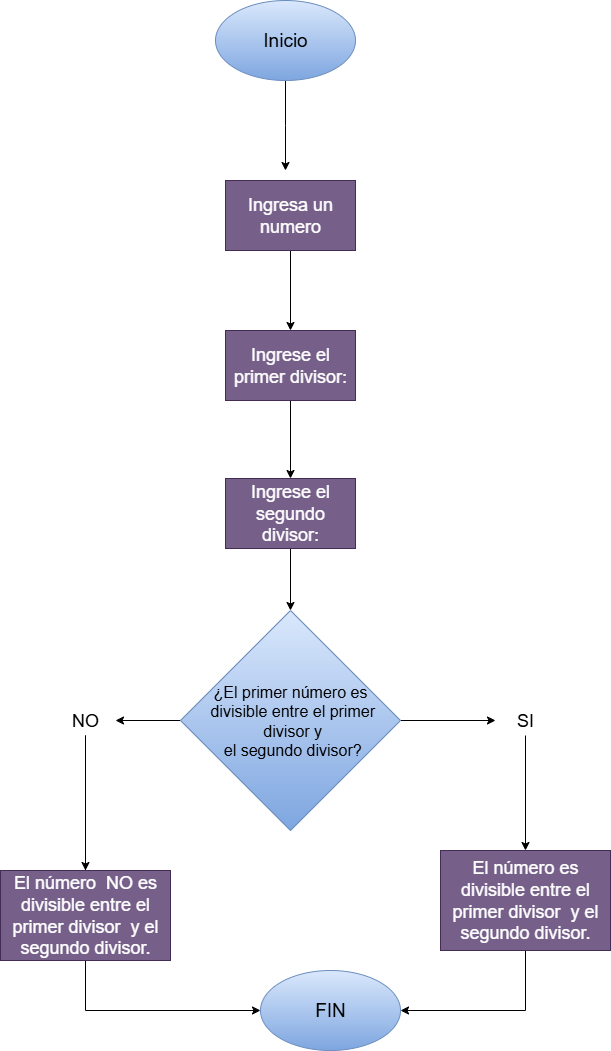 Inicio
Ingresa un
numero
Ingrese el
primer divisor:
Ingrese el
segundo
divisor:
¿El primer número es
divisible entre el primer
divisor y
el segundo divisor?
NO
SI
El número  NO es
divisible entre el
primer divisor  y el
segundo divisor.
El número es
divisible entre el
primer divisor  y el
segundo divisor.
FIN